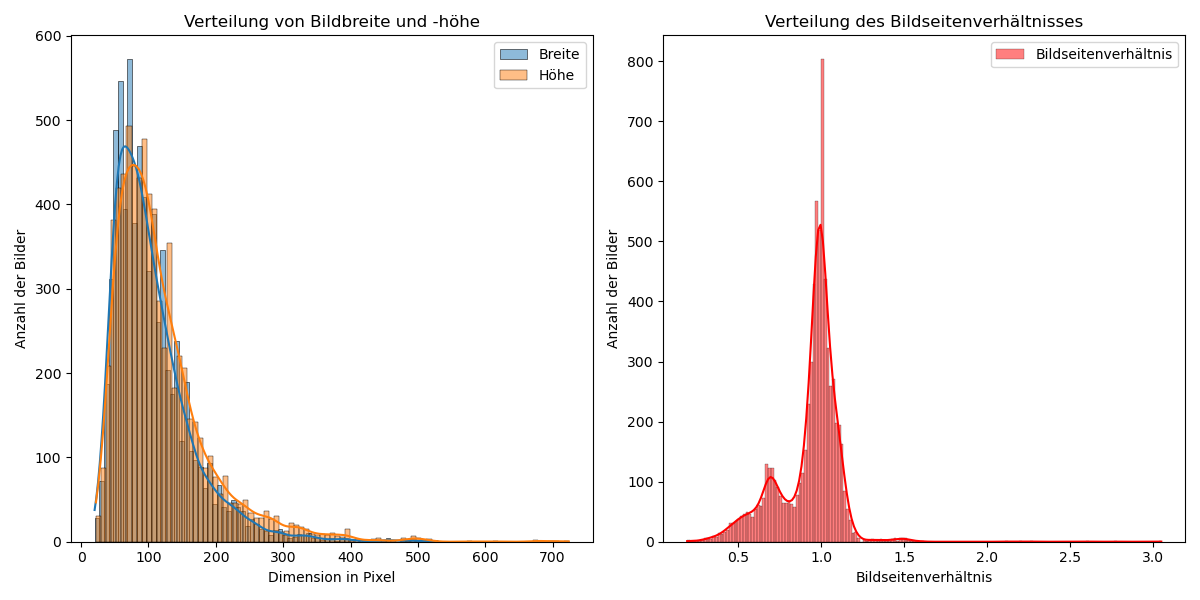 Verteilung von Bildbreite und -höhe
Anzahl der Bilder
600
500
400
300
200
100
0
0 100 200 300 400 500 600 700
Dimension in Pixel
Breite
Höhe
Verteilung des Bildseitenverhältnisses
Anzahl der Bilder
800
700
600
500
400
300
200
100
0
0.5 1.0 1.5 2.0 2.5 3.0
Bildseitenverhältnis
Bildseitenverhältnis